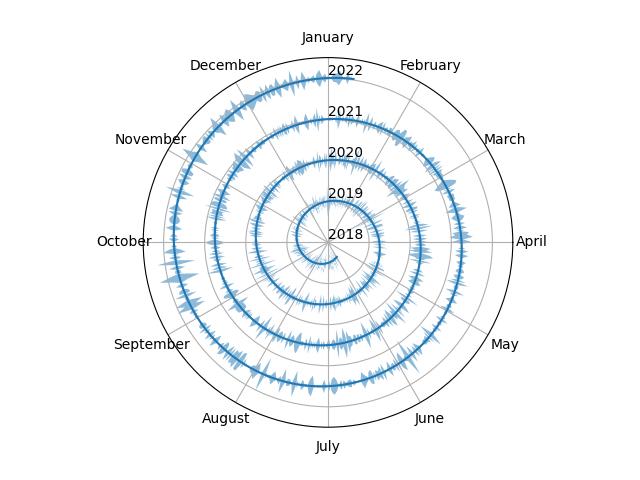 January
December
February
2022
2021
November
March
2020
2019
2018
October
April
September
May
August
June
July